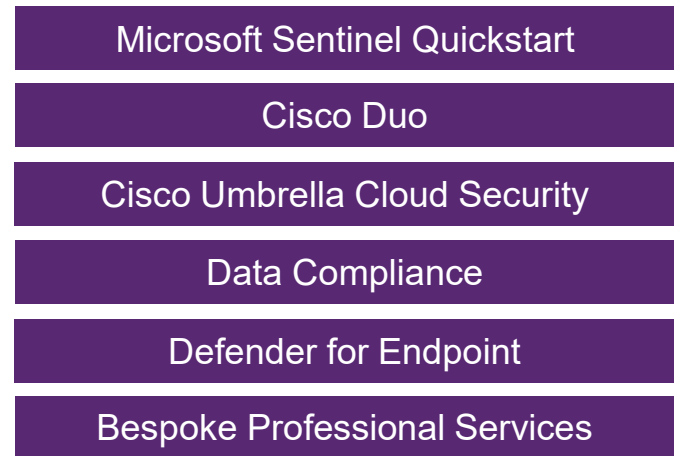 Microsoft Sentinel Quickstart
Cisco Duo
Cisco Umbrella Cloud Security
Data Compliance
Defender for Endpoint
Bespoke Professional Services